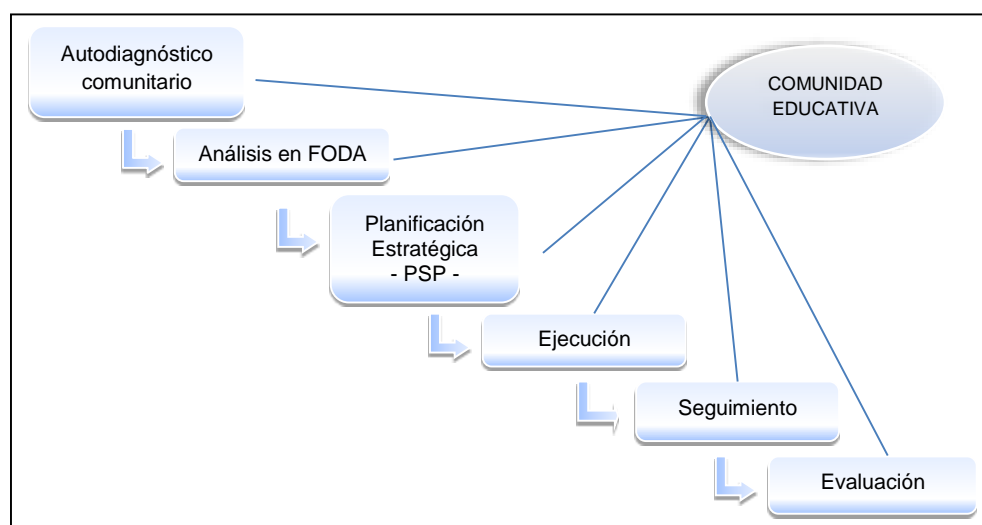 Autodiagnóstico
comunitario
COMUNIDAD
EDUCATIVA
Análisis en FODA
Planificación
Estratégica
- PSP -
Ejecución
Seguimiento
Evaluación